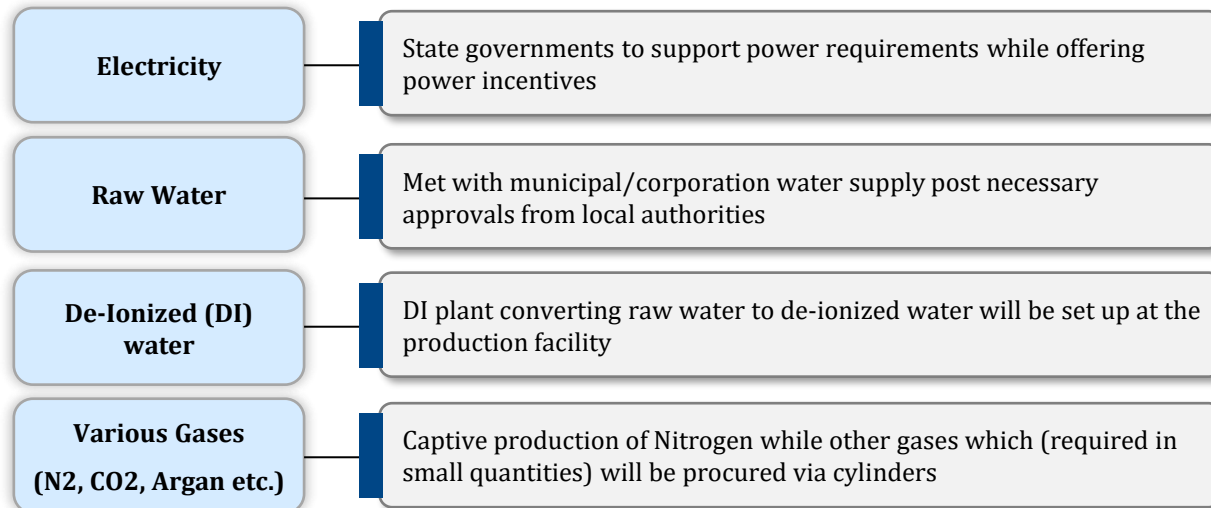 Electricity
State governments to support power requirements while offering
power incentives
Raw Water
Met with municipal/corporation water supply post necessary
approvals from local authorities
De-Ionized (DI)
water
DI plant converting raw water to de-ionized water will be set up at the
production facility
Various Gases
(N2, CO2, Argan etc.)
Captive production of Nitrogen while other gases which (required in
small quantities) will be procured via cylinders